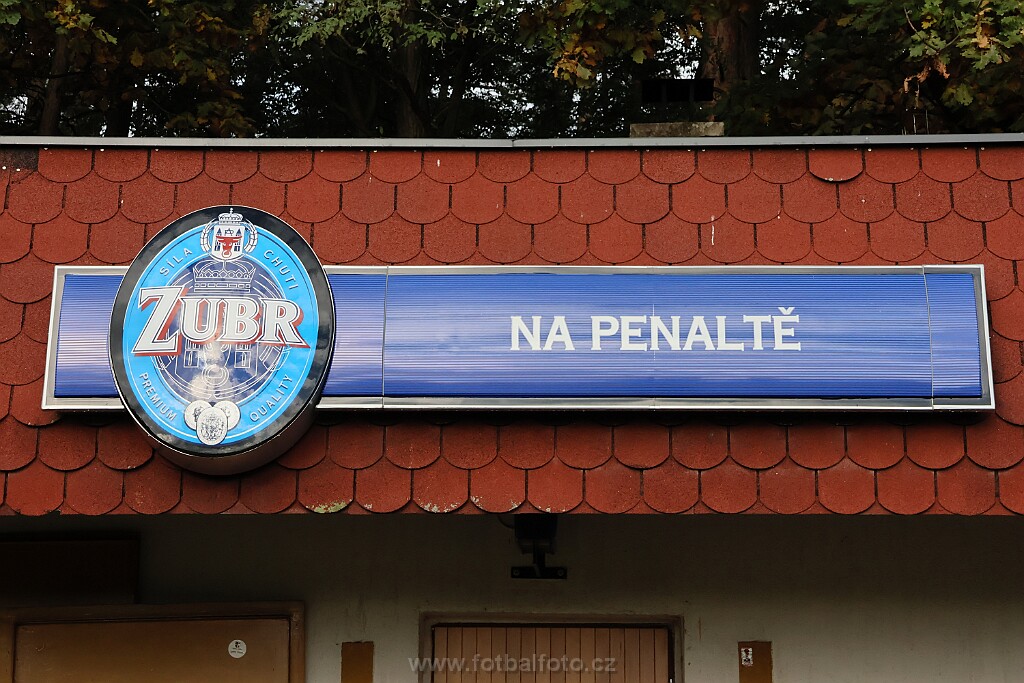 SÍLA CHUTI
ZUBR
PREMIUM QUALITY
NA PENALTĚ
www.fotbalfoto.cz